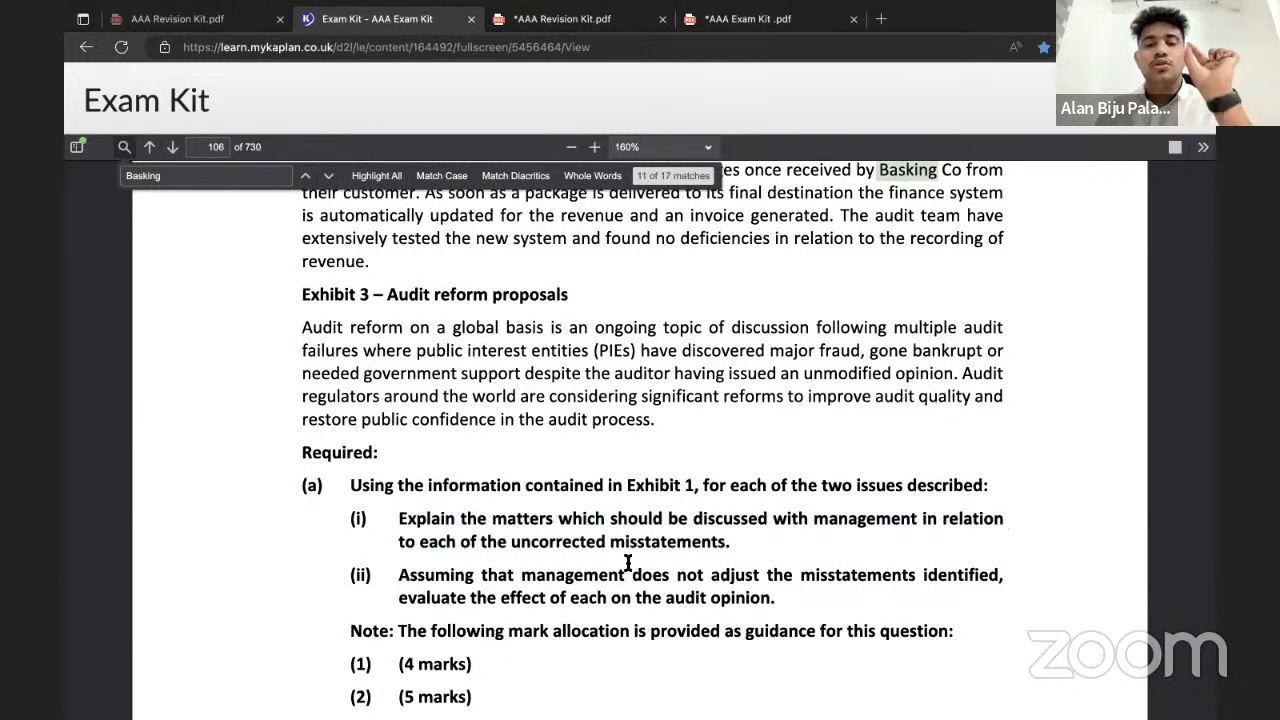 AAA Revision Kit.pdf
Exam Kit - AAA Exam Kit
*AAA Revision Kit.pdf
*AAA Exam Kit .pdf
https://learn.mykaplan.co.uk/d2l/le/content/164492/fullscreen/5456464/View
Alan Biju Pala...
Exam Kit
106 of 730
160%
Basking
Highlight All
Match Case
Match Diacritics
Whole Words
11 of 17 matches
es once received by Basking Co from
their customer. As soon as a package is delivered to its final destination the finance system
is automatically updated for the revenue and an invoice generated. The audit team have
extensively tested the new system and found no deficiencies in relation to the recording of
revenue.
Exhibit 3 – Audit reform proposals
Audit reform on a global basis is an ongoing topic of discussion following multiple audit
failures where public interest entities (PIEs) have discovered major fraud, gone bankrupt or
needed government support despite the auditor having issued an unmodified opinion. Audit
regulators around the world are considering significant reforms to improve audit quality and
restore public confidence in the audit process.
Required:
(a) Using the information contained in Exhibit 1, for each of the two issues described:
(i) Explain the matters which should be discussed with management in relation
to each of the uncorrected misstatements.
(ii) Assuming that management does not adjust the misstatements identified,
evaluate the effect of each on the audit opinion.
Note: The following mark allocation is provided as guidance for this question:
(1) (4 marks)
(2) (5 marks)
zoom